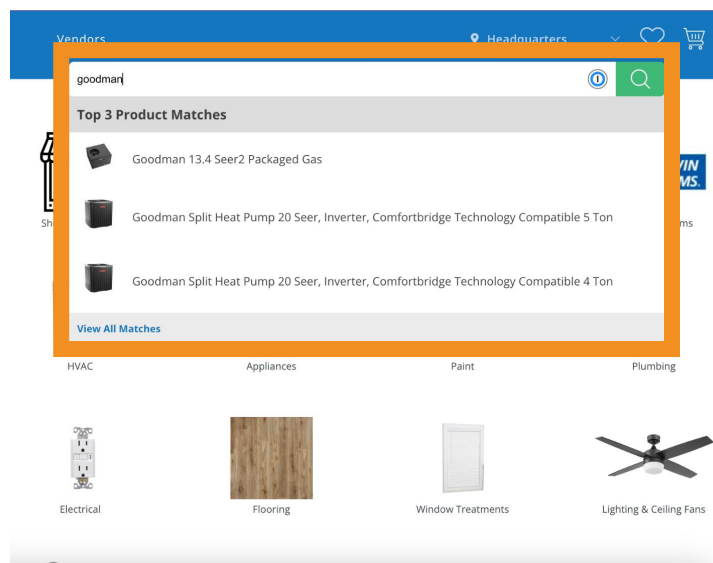 Vendors
Headquarters
goodman
Top 3 Product Matches
Goodman 13.4 Seer2 Packaged Gas
Goodman Split Heat Pump 20 Seer, Inverter, Comfortbridge Technology Compatible 5 Ton
Goodman Split Heat Pump 20 Seer, Inverter, Comfortbridge Technology Compatible 4 Ton
View All Matches
HVAC
Appliances
Paint
Plumbing
Electrical
Flooring
Window Treatments
Lighting & Ceiling Fans